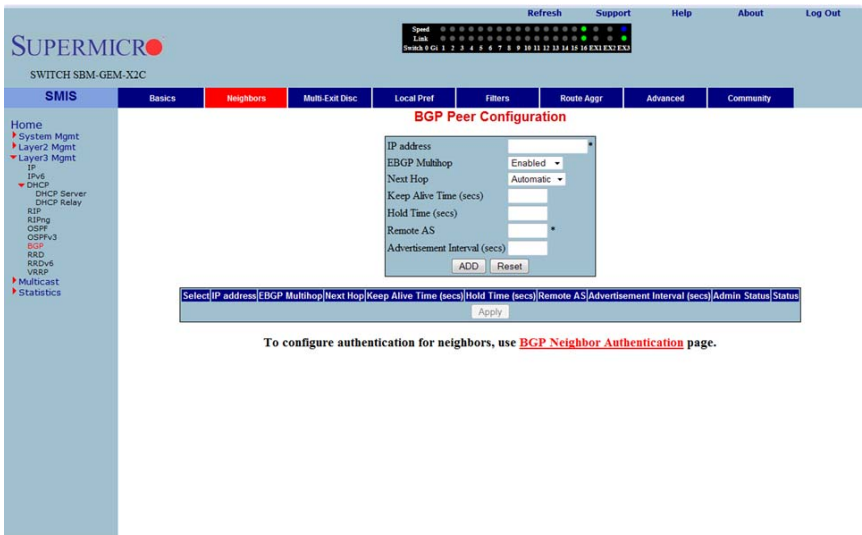 Refresh Support Help About Log Out
Speed
Link
Switch 0 Gi 1 2 3 4 5 6 7 8 9 10 11 12 13 14 15 16 EX1 EX2 EX3
SUPERMICRO
SWITCH SBM-GEM-X2C
SMIS
Basics Neighbors Multi-Exit Disc Local Pref Filters Route Aggr Advanced Community
Home
System Mgmt
Layer2 Mgmt
Layer3 Mgmt
IP
IPv6
DHCP
DHCP Server
DHCP Relay
RIP
RIPng
OSPF
OSPFv3
BGP
RRD
RRDv6
VRRP
Multicast
Statistics
BGP Peer Configuration
IP address *
EBGP Multihop Enabled
Next Hop Automatic
Keep Alive Time (secs)
Hold Time (secs)
Remote AS *
Advertisement Interval (secs)
ADD Reset
Select IP address EBGP Multihop Next Hop Keep Alive Time (secs) Hold Time (secs) Remote AS Advertisement Interval (secs) Admin Status Status
Apply
To configure authentication for neighbors, use BGP Neighbor Authentication page.